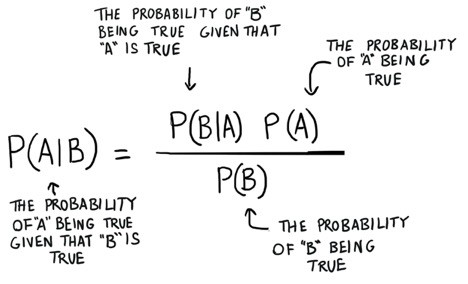 THE PROBABILITY OF "B"
BEING TRUE GIVEN THAT
"A" IS TRUE
THE PROBABILITY
OF "A" BEING
TRUE
P(A|B) = P(B|A) P(A)
P(B)
THE PROBABILITY
OF "A" BEING TRUE
GIVEN THAT "B" IS
TRUE
THE PROBABILITY
OF "B" BEING
TRUE